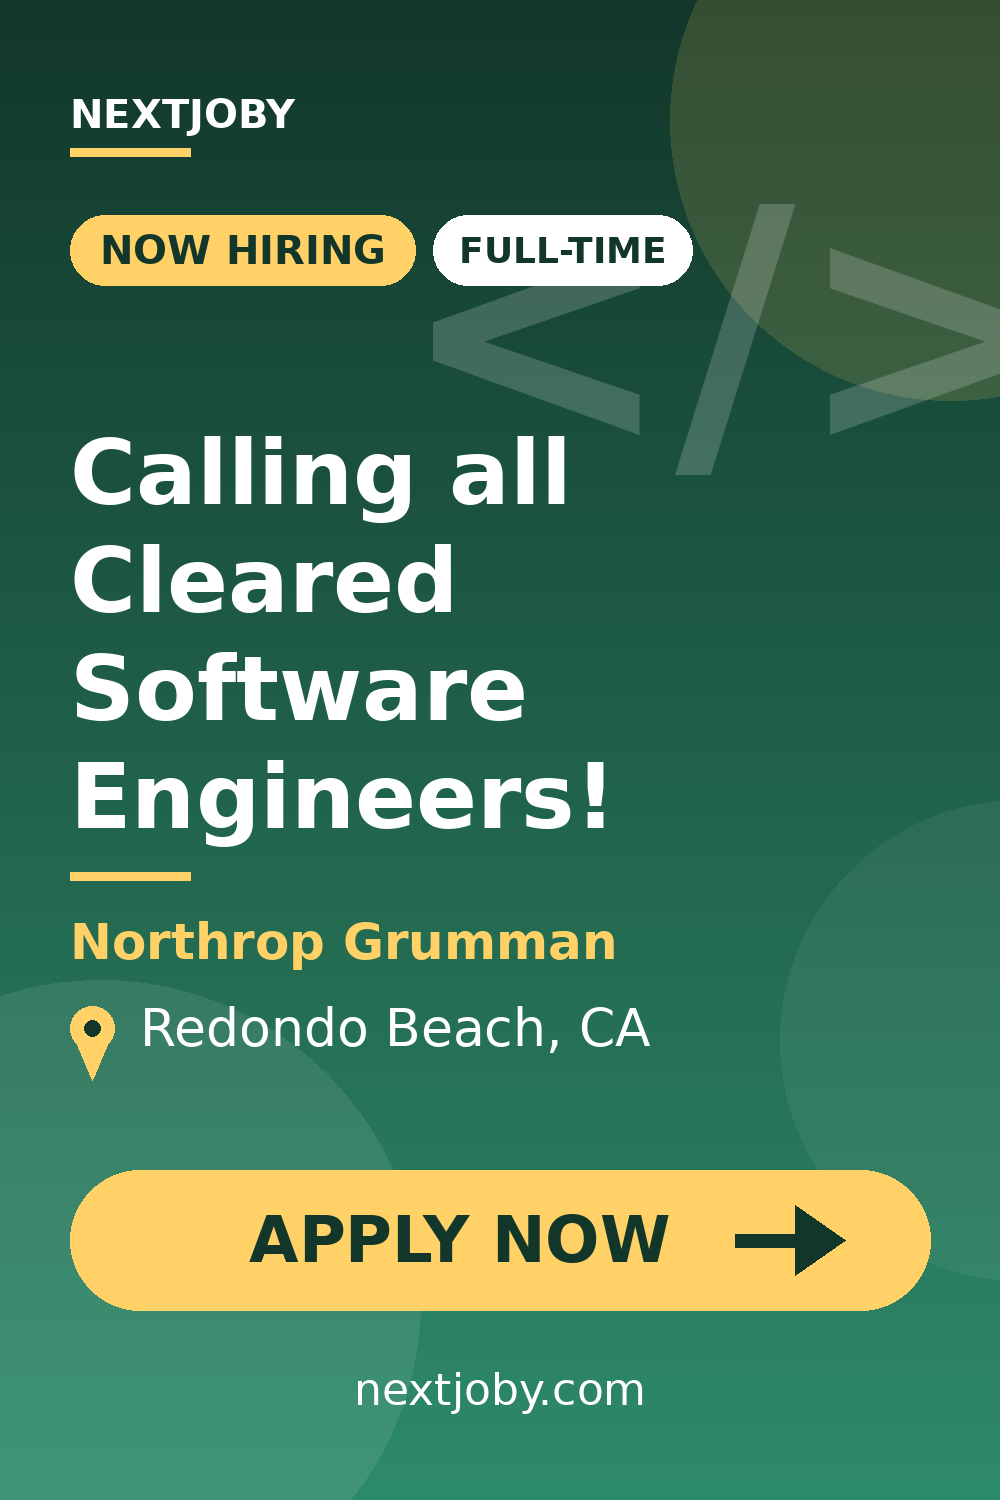 NEXTJOBY
NOW HIRING FULL-TIME
</>
Calling all
Cleared
Software
Engineers!
Northrop Grumman
Redondo Beach, CA
APPLY NOW
nextjoby.com